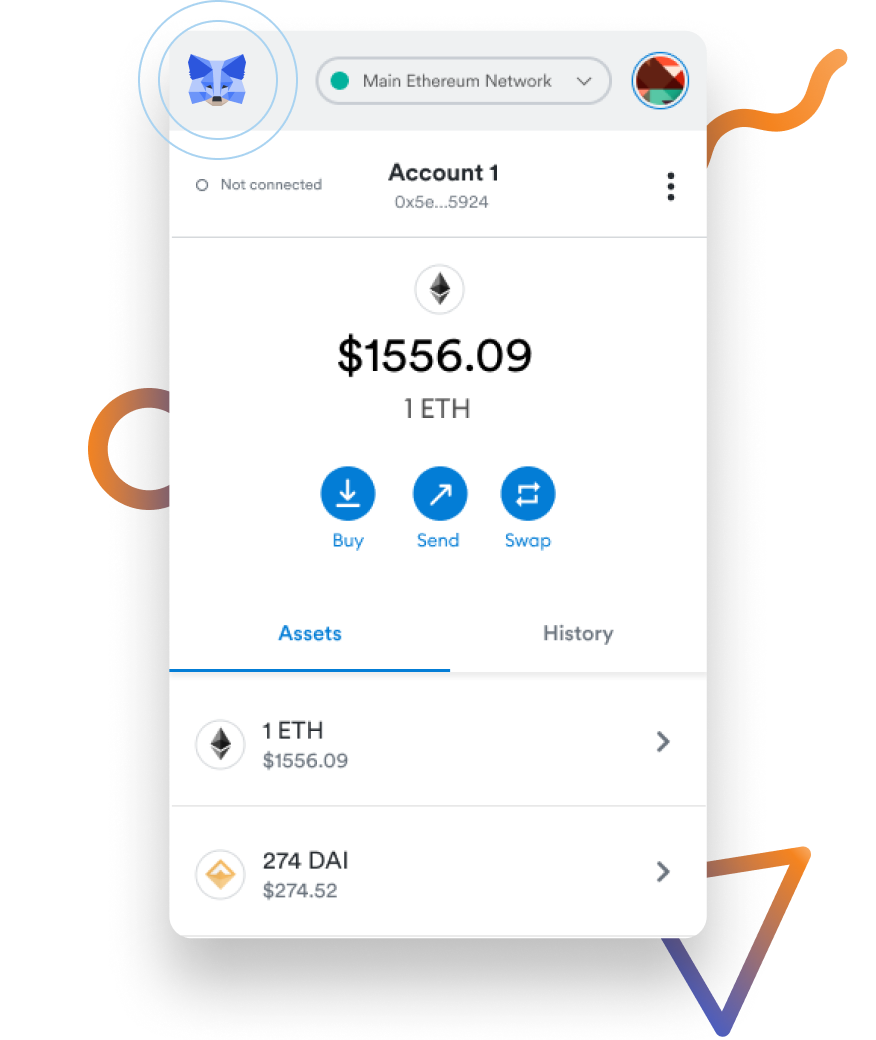 Main Ethereum Network
Not connected
Account 1
0x5e...5924
$1556.09
1 ETH
Buy
Send
Swap
Assets
History
1 ETH
$1556.09
274 DAI
$274.52